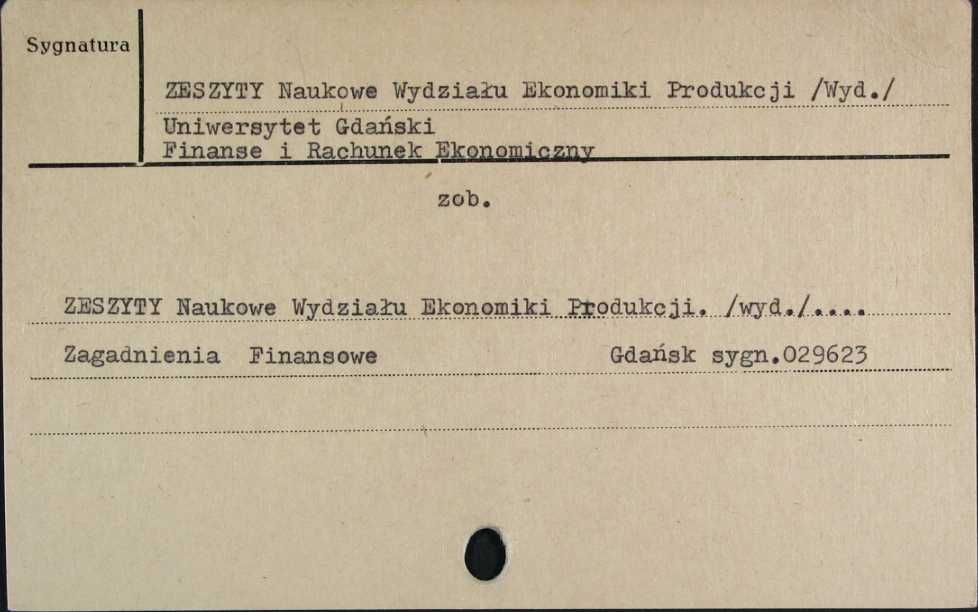 Sygnatura
ZESZYTY Naukowe Wydziału Ekonomiki Produkcji /Wyd./
Uniwersytet Gdański
Finanse i Rachunek Ekonomiczny
zob.
ZESZYTY Naukowe Wydziału Ekonomiki Produkcji. /wyd./....
Zagadnienia Finansowe Gdańsk sygn.029623